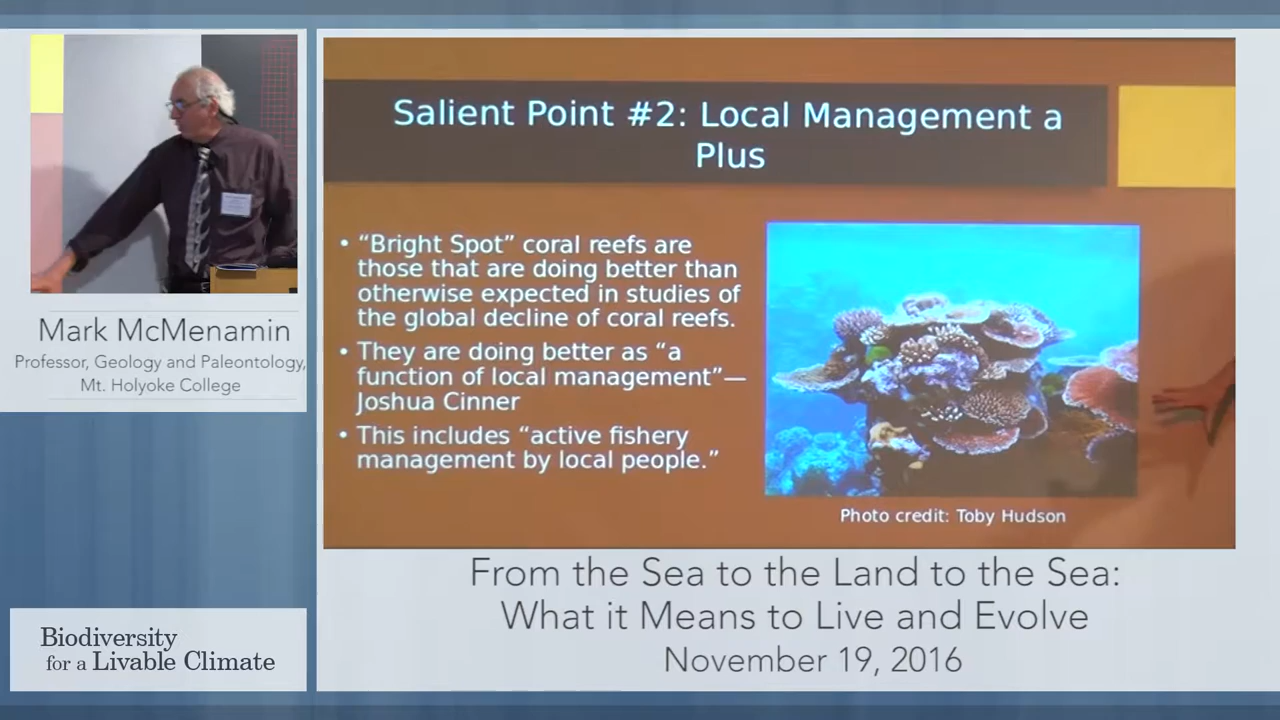 Salient Point #2: Local Management a
Plus
• “Bright Spot” coral reefs are
those that are doing better than
otherwise expected in studies of
the global decline of coral reefs.
• They are doing better as “a
function of local management”—
Joshua Cinner
• This includes “active fishery
management by local people.”
Photo credit: Toby Hudson
Mark McMenamin
Professor, Geology and Paleontology,
Mt. Holyoke College
From the Sea to the Land to the Sea:
What it Means to Live and Evolve
November 19, 2016
Biodiversity
for a Livable Climate